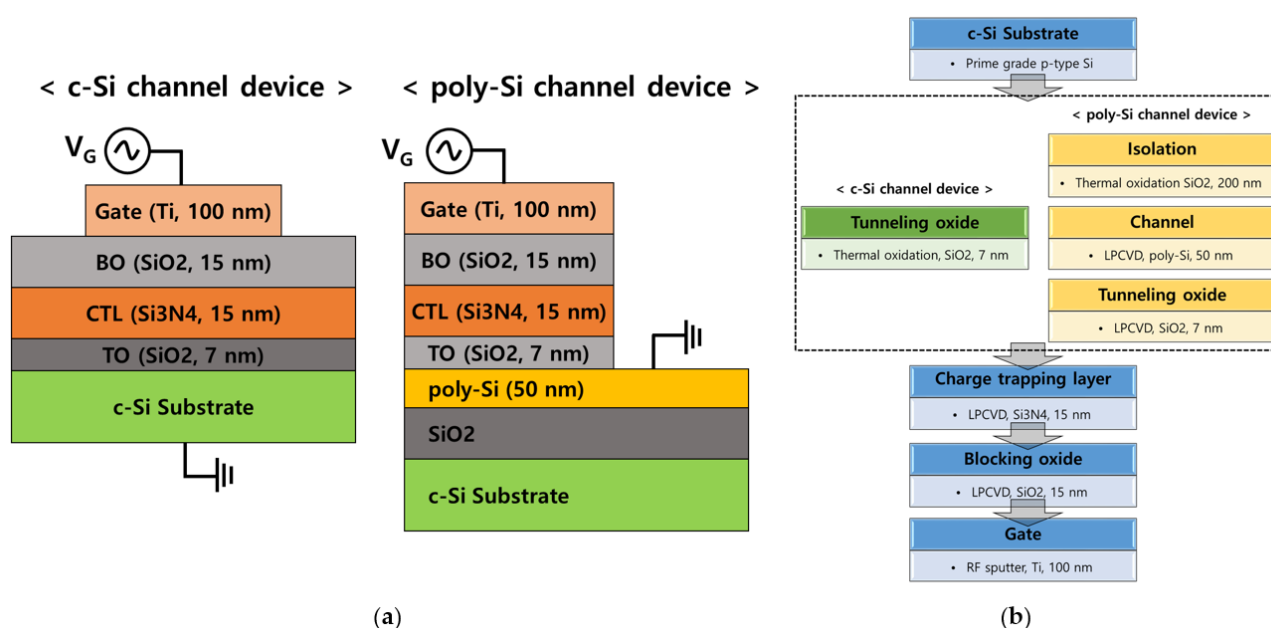 < c-Si channel device >
VG
Gate (Ti, 100 nm)
BO (SiO2, 15 nm)
CTL (Si3N4, 15 nm)
TO (SiO2, 7 nm)
c-Si Substrate
< poly-Si channel device >
VG
Gate (Ti, 100 nm)
BO (SiO2, 15 nm)
CTL (Si3N4, 15 nm)
TO (SiO2, 7 nm)
poly-Si (50 nm)
SiO2
c-Si Substrate
(a)
c-Si Substrate
• Prime grade p-type Si
< c-Si channel device >
Tunneling oxide
• Thermal oxidation, SiO2, 7 nm
< poly-Si channel device >
Isolation
• Thermal oxidation SiO2, 200 nm
Channel
• LPCVD, poly-Si, 50 nm
Tunneling oxide
• LPCVD, SiO2, 7 nm
Charge trapping layer
• LPCVD, Si3N4, 15 nm
Blocking oxide
• LPCVD, SiO2, 15 nm
Gate
• RF sputter, Ti, 100 nm
(b)